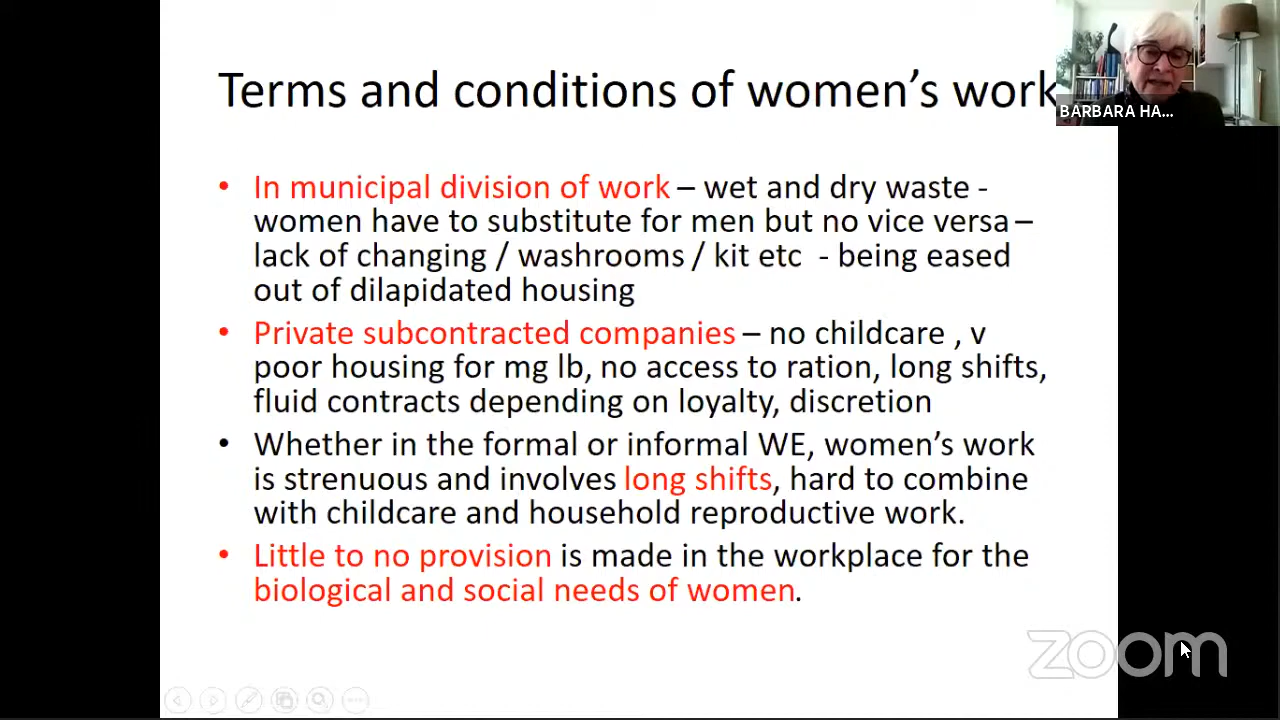 Terms and conditions of women’s work
BARBARA HA...
• In municipal division of work – wet and dry waste -
women have to substitute for men but no vice versa –
lack of changing / washrooms / kit etc - being eased
out of dilapidated housing
• Private subcontracted companies – no childcare , v
poor housing for mg lb, no access to ration, long shifts,
fluid contracts depending on loyalty, discretion
• Whether in the formal or informal WE, women’s work
is strenuous and involves long shifts, hard to combine
with childcare and household reproductive work.
• Little to no provision is made in the workplace for the
biological and social needs of women.
zoom